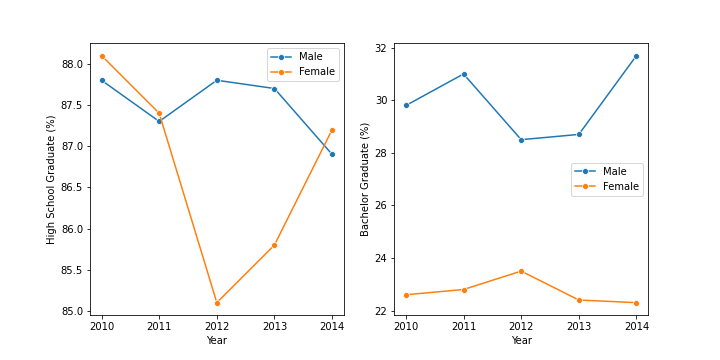 88.0
87.5
87.0
86.5
86.0
85.5
85.0
High School Graduate (%)
2010 2011 2012 2013 2014
Year
Male
Female
32
30
28
26
24
22
Bachelor Graduate (%)
2010 2011 2012 2013 2014
Year
Male
Female